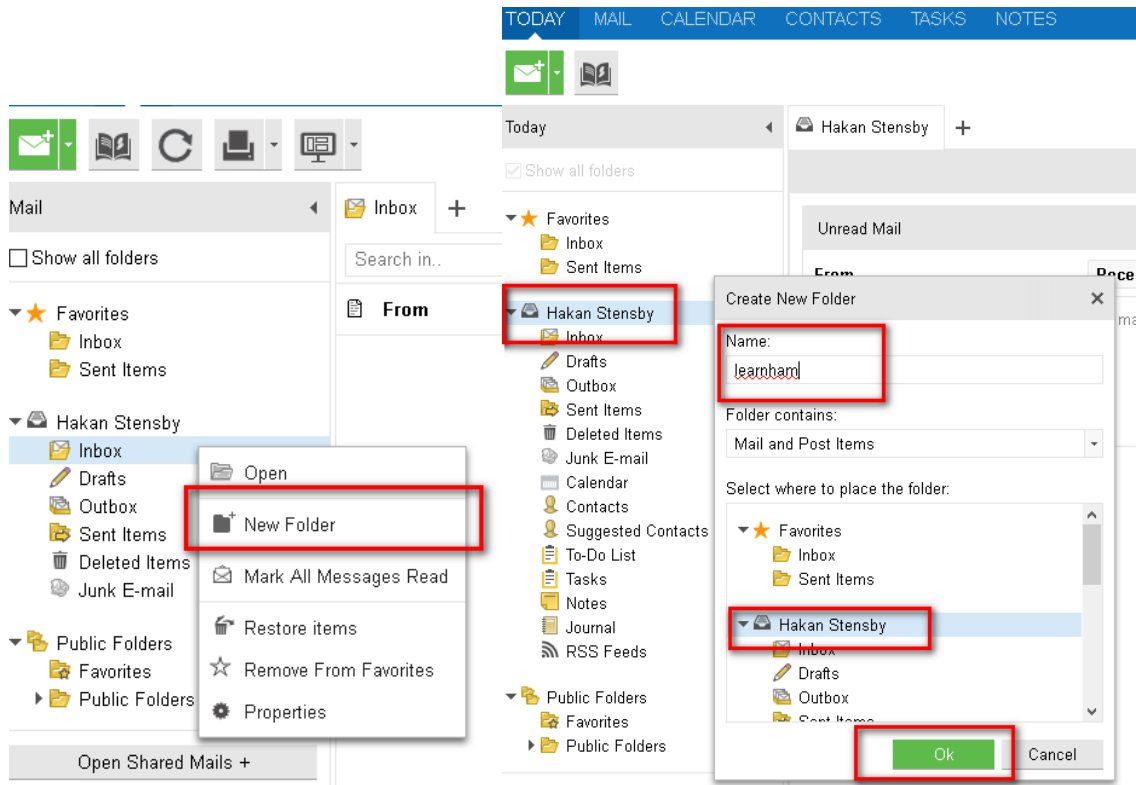 TODAY MAIL CALENDAR CONTACTS TASKS NOTES
Mail
Inbox +
Show all folders
Search in..
From
Favorites
Inbox
Sent Items
Hakan Stensby
Inbox
Drafts
Outbox
Sent Items
Deleted Items
Junk E-mail
Public Folders
Favorites
Public Folders
Open Shared Mails +
Open
New Folder
Mark All Messages Read
Restore items
Remove From Favorites
Properties
Today
Hakan Stensby +
Show all folders
Unread Mail
From
Rece
ma
Favorites
Inbox
Sent Items
Hakan Stensby
Inbox
Drafts
Outbox
Sent Items
Deleted Items
Junk E-mail
Calendar
Contacts
Suggested Contacts
To-Do List
Tasks
Notes
Journal
RSS Feeds
Public Folders
Favorites
Public Folders
Create New Folder
Name:
learnham
Folder contains:
Mail and Post Items
Select where to place the folder:
Favorites
Inbox
Sent Items
Hakan Stensby
Inbox
Drafts
Outbox
Sent Items
Ok Cancel